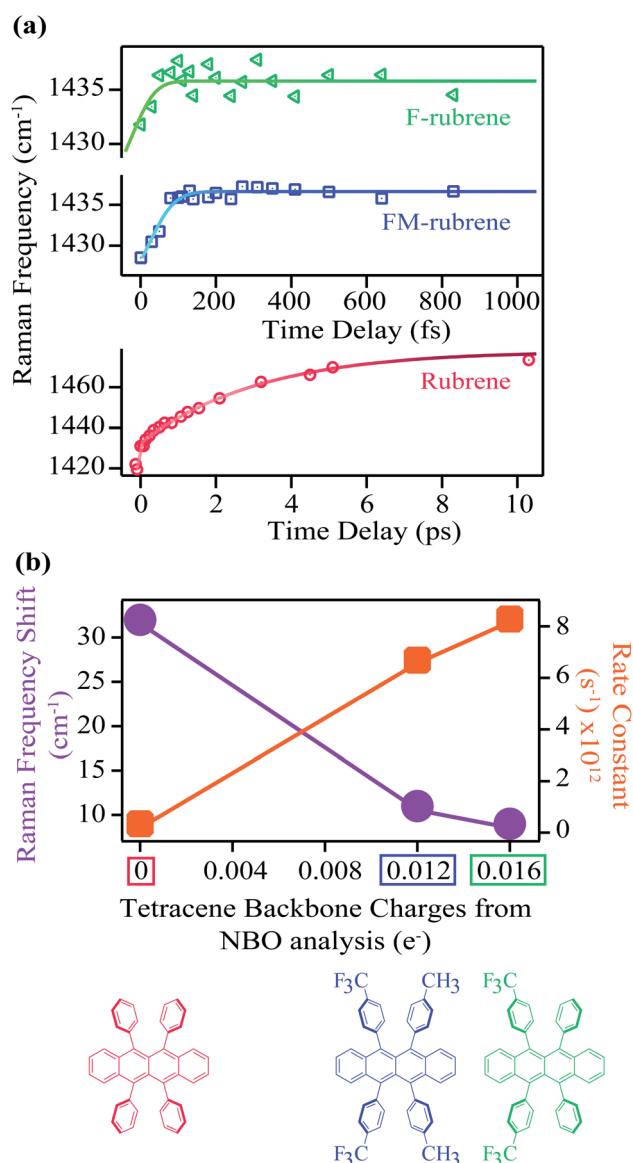 (a)
Raman Frequency (cm-1)
1435
1430
F-rubrene
1435
1430
FM-rubrene
0
200
400
600
800
1000
Time Delay (fs)
1460
1440
1420
Rubrene
0
2
4
6
8
10
Time Delay (ps)
(b)
Raman Frequency Shift
(cm-1)
30
25
20
15
10
8
6
4
2
0
Rate Constant
(s-1) x10^12
0
0.004
0.008
0.012
0.016
Tetracene Backbone Charges from
NBO analysis (e-)
F3C
CH3
F3C
F3C
CH3
F3C